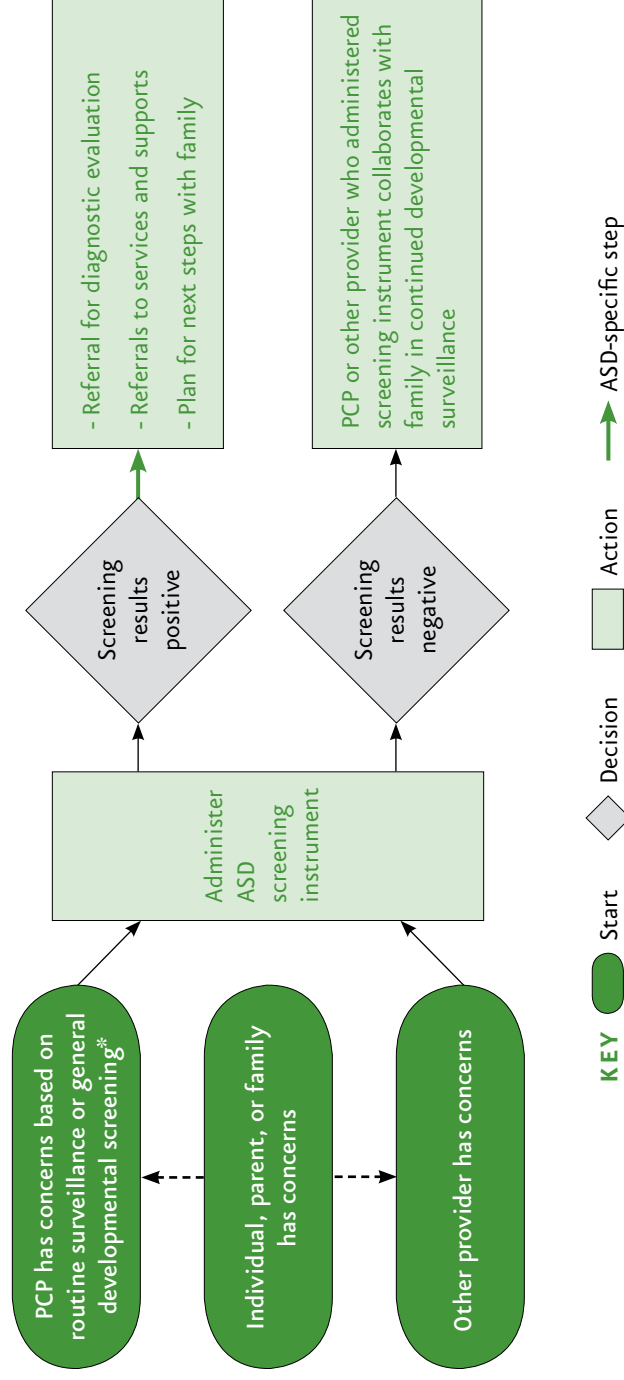 PCP has concerns based on
routine surveillance or general
developmental screening*
Individual, parent, or family
has concerns
Other provider has concerns
Administer
ASD
screening
instrument
Screening
results
positive
Screening
results
negative
- Referral for diagnostic evaluation
- Referrals to services and supports
- Plan for next steps with family
PCP or other provider who administered
screening instrument collaborates with
family in continued developmental
surveillance
KEY
Start
Decision
Action
ASD-specific step